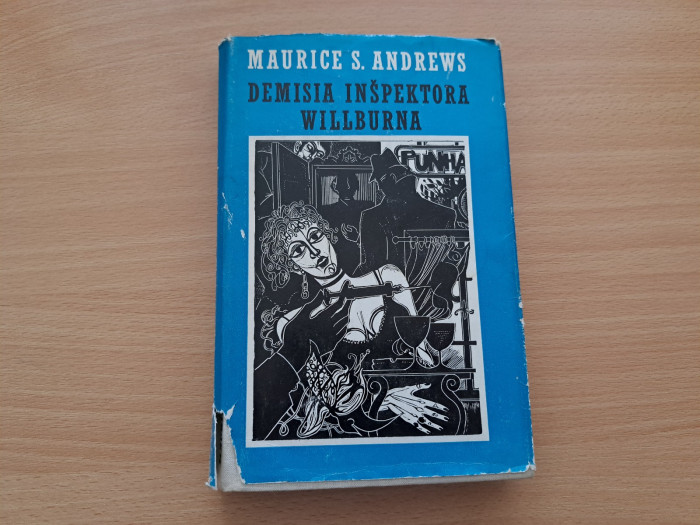 MAURICE S. ANDREWS
DEMISIA INŠPEKTORA
WILLBURNA
PUNHA